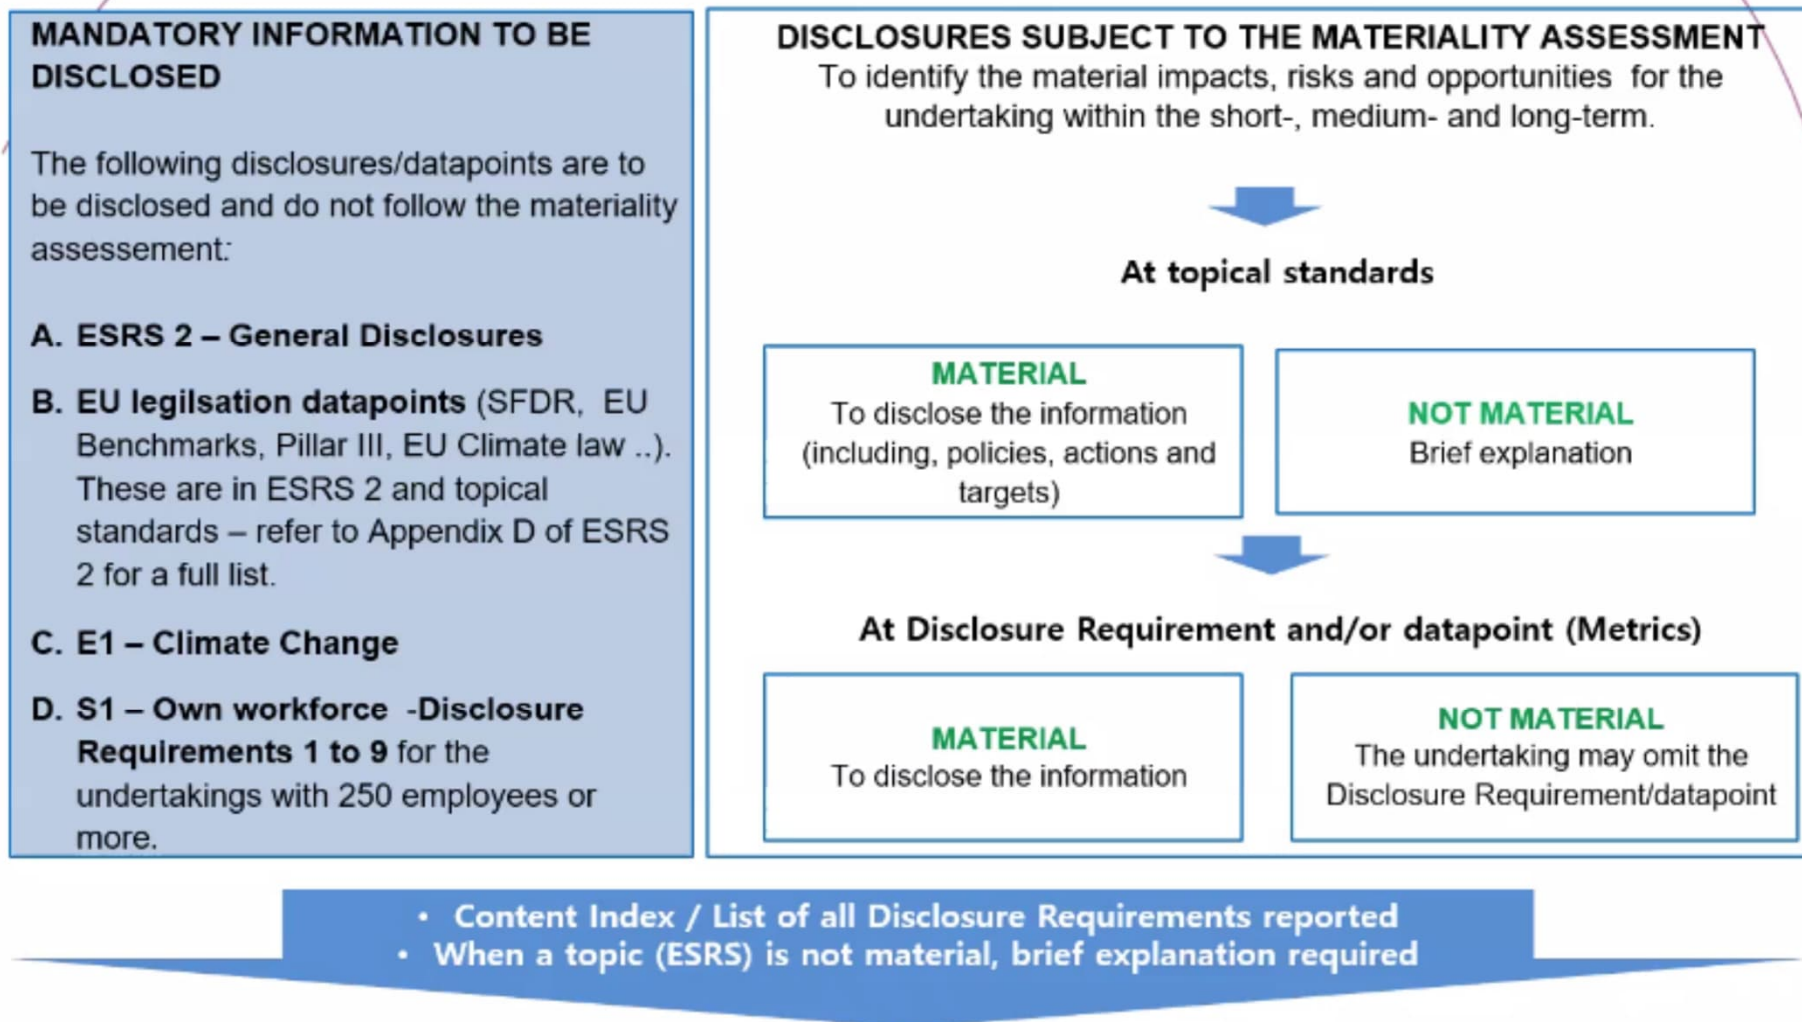 MANDATORY INFORMATION TO BE
DISCLOSED
The following disclosures/datapoints are to
be disclosed and do not follow the materiality
assessement:
A. ESRS 2 – General Disclosures
B. EU legilsation datapoints (SFDR, EU
Benchmarks, Pillar III, EU Climate law ..).
These are in ESRS 2 and topical
standards – refer to Appendix D of ESRS
2 for a full list.
C. E1 – Climate Change
D. S1 – Own workforce -Disclosure
Requirements 1 to 9 for the
undertakings with 250 employees or
more.
DISCLOSURES SUBJECT TO THE MATERIALITY ASSESSMENT
To identify the material impacts, risks and opportunities for the
undertaking within the short-, medium- and long-term.
At topical standards
MATERIAL
To disclose the information
(including, policies, actions and
targets)
NOT MATERIAL
Brief explanation
At Disclosure Requirement and/or datapoint (Metrics)
MATERIAL
To disclose the information
NOT MATERIAL
The undertaking may omit the
Disclosure Requirement/datapoint
• Content Index / List of all Disclosure Requirements reported
• When a topic (ESRS) is not material, brief explanation required